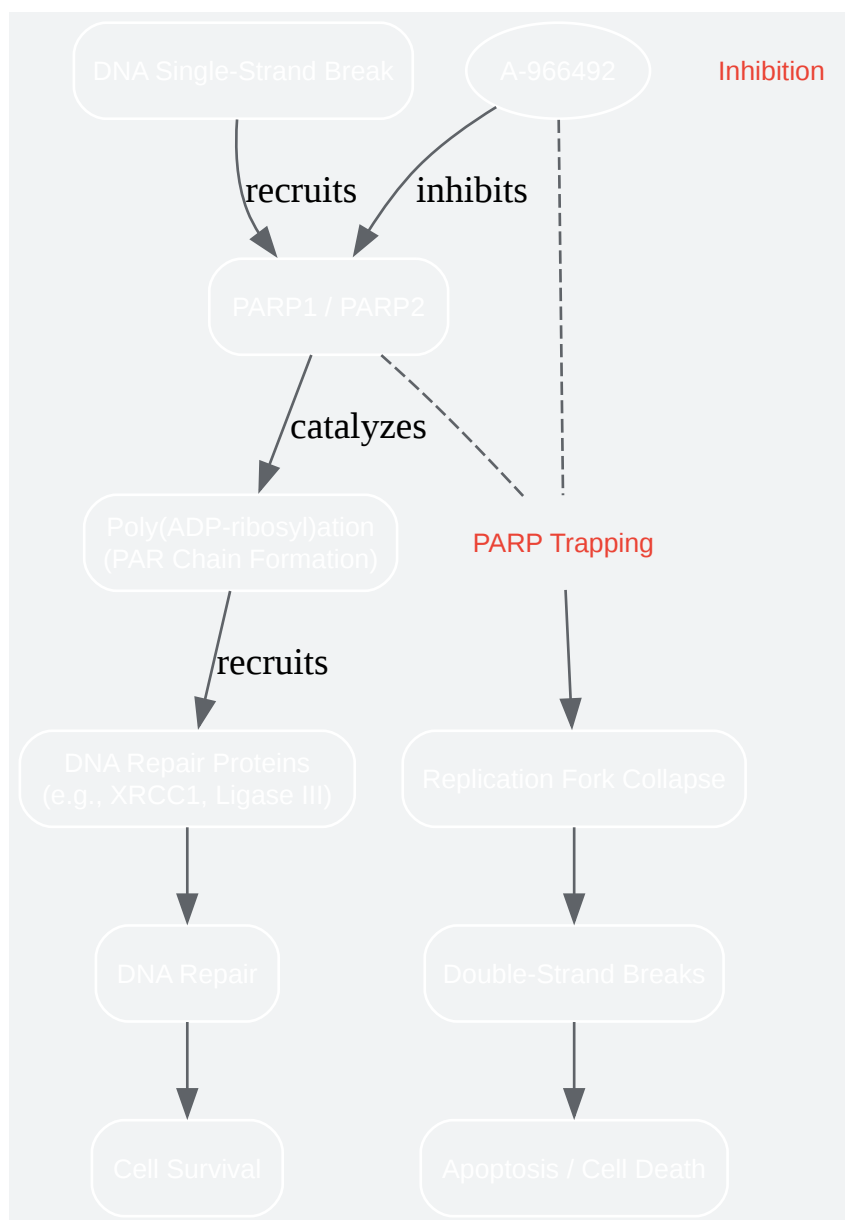 DNA Single-Strand Break
A-966492
Inhibition
recruits
inhibits
PARP1 / PARP2
catalyzes
Poly(ADP-ribosyl)ation
(PAR Chain Formation)
PARP Trapping
recruits
DNA Repair Proteins
(e.g., XRCC1, Ligase III)
Replication Fork Collapse
DNA Repair
Double-Strand Breaks
Cell Survival
Apoptosis / Cell Death